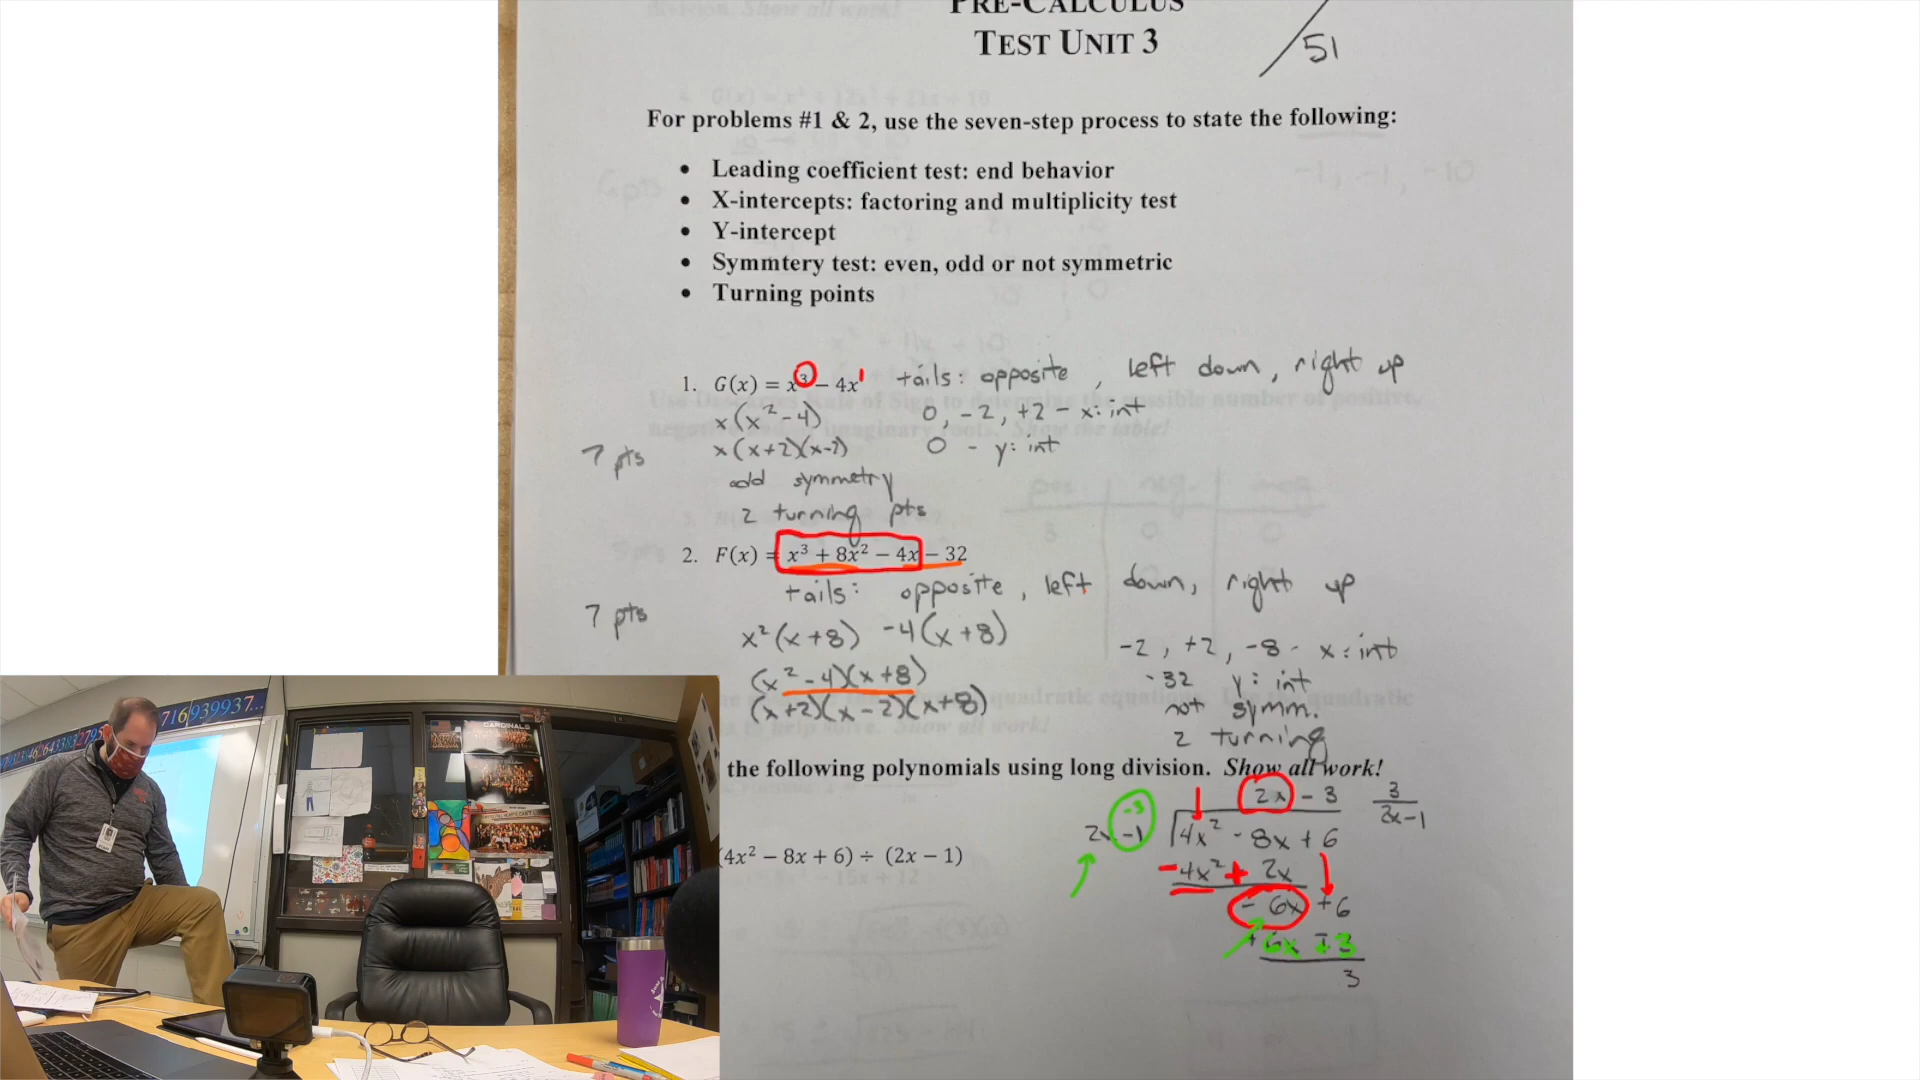 PRE-CALCULUS
TEST UNIT 3
/51
For problems #1 & 2, use the seven-step process to state the following:
• Leading coefficient test: end behavior
• X-intercepts: factoring and multiplicity test
• Y-intercept
• Symmtery test: even, odd or not symmetric
• Turning points
1. G(x) = x³ – 4x¹ tails: opposite, left down, right up
x(x²-4) 0, -2, +2 - x: int
x(x+2)(x-2) 0 - y: int
7 pts
odd symmetry
2 turning pts
2. F(x) = x³ + 8x² – 4x – 32
tails: opposite, left down, right up
7 pts
x²(x+8) -4(x+8)
-2, +2, -8 - x: int
(x²-4)(x+8)
-32 y: int
(x+2)(x-2)(x+8)
not symm.
2 turning
the following polynomials using long division. Show all work!
2x - 3 3/2x-1
-3
2x -1 4x² - 8x + 6
(4x² – 8x + 6) ÷ (2x – 1)
-4x² + 2x
- 6x + 6
+ 6x - 3
3
716939937...
CARDINALS